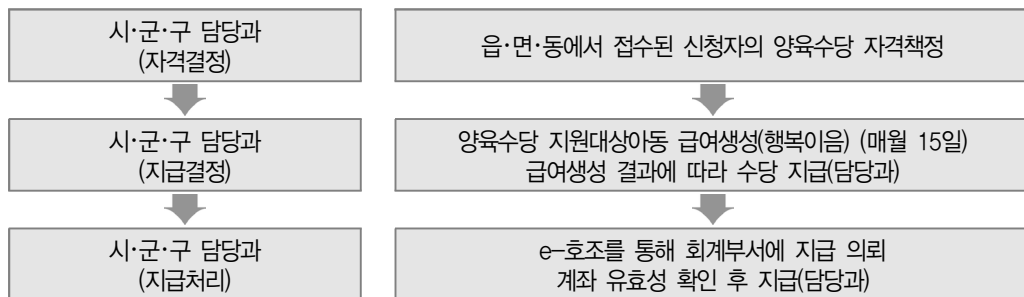 시·군·구 담당과
(자격결정)
읍·면·동에서 접수된 신청자의 양육수당 자격책정
시·군·구 담당과
(지급결정)
양육수당 지원대상아동 급여생성(행복이음) (매월 15일)
급여생성 결과에 따라 수당 지급(담당과)
시·군·구 담당과
(지급처리)
e-호조를 통해 회계부서에 지급 의뢰
계좌 유효성 확인 후 지급(담당과)